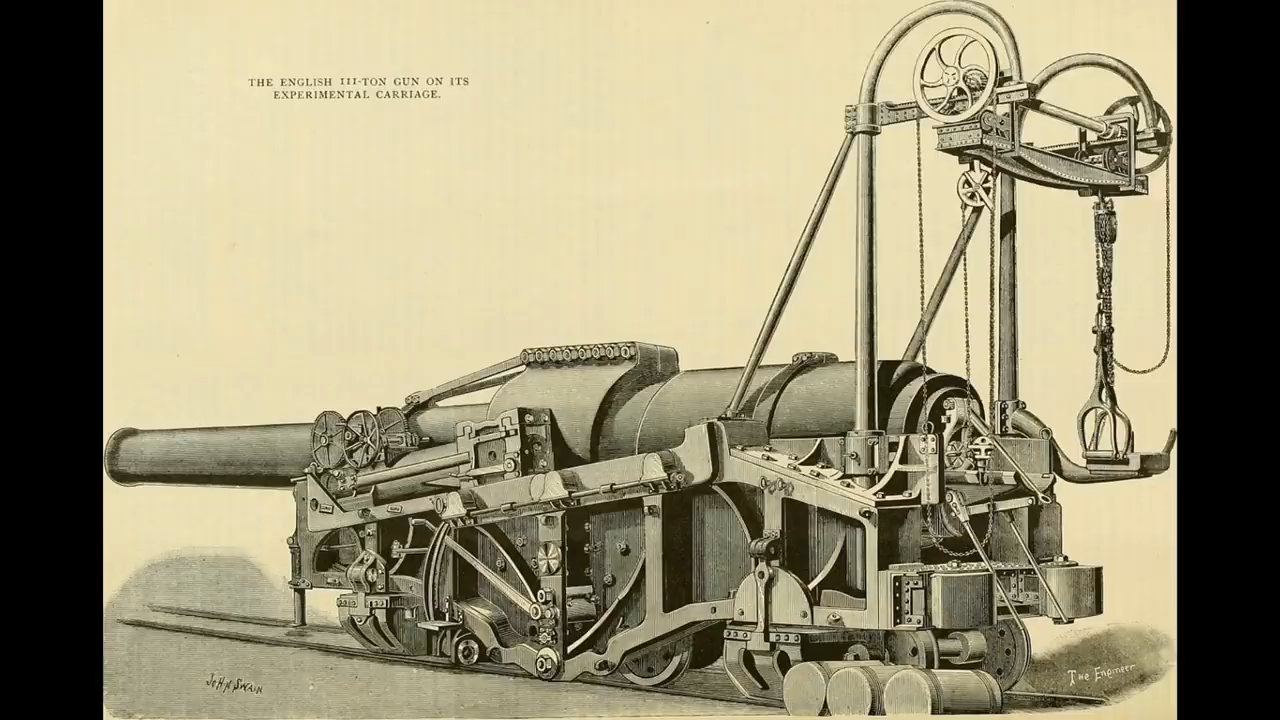 THE ENGLISH 111-TON GUN ON ITS
EXPERIMENTAL CARRIAGE.
JOHN SWAIN
The Engineer